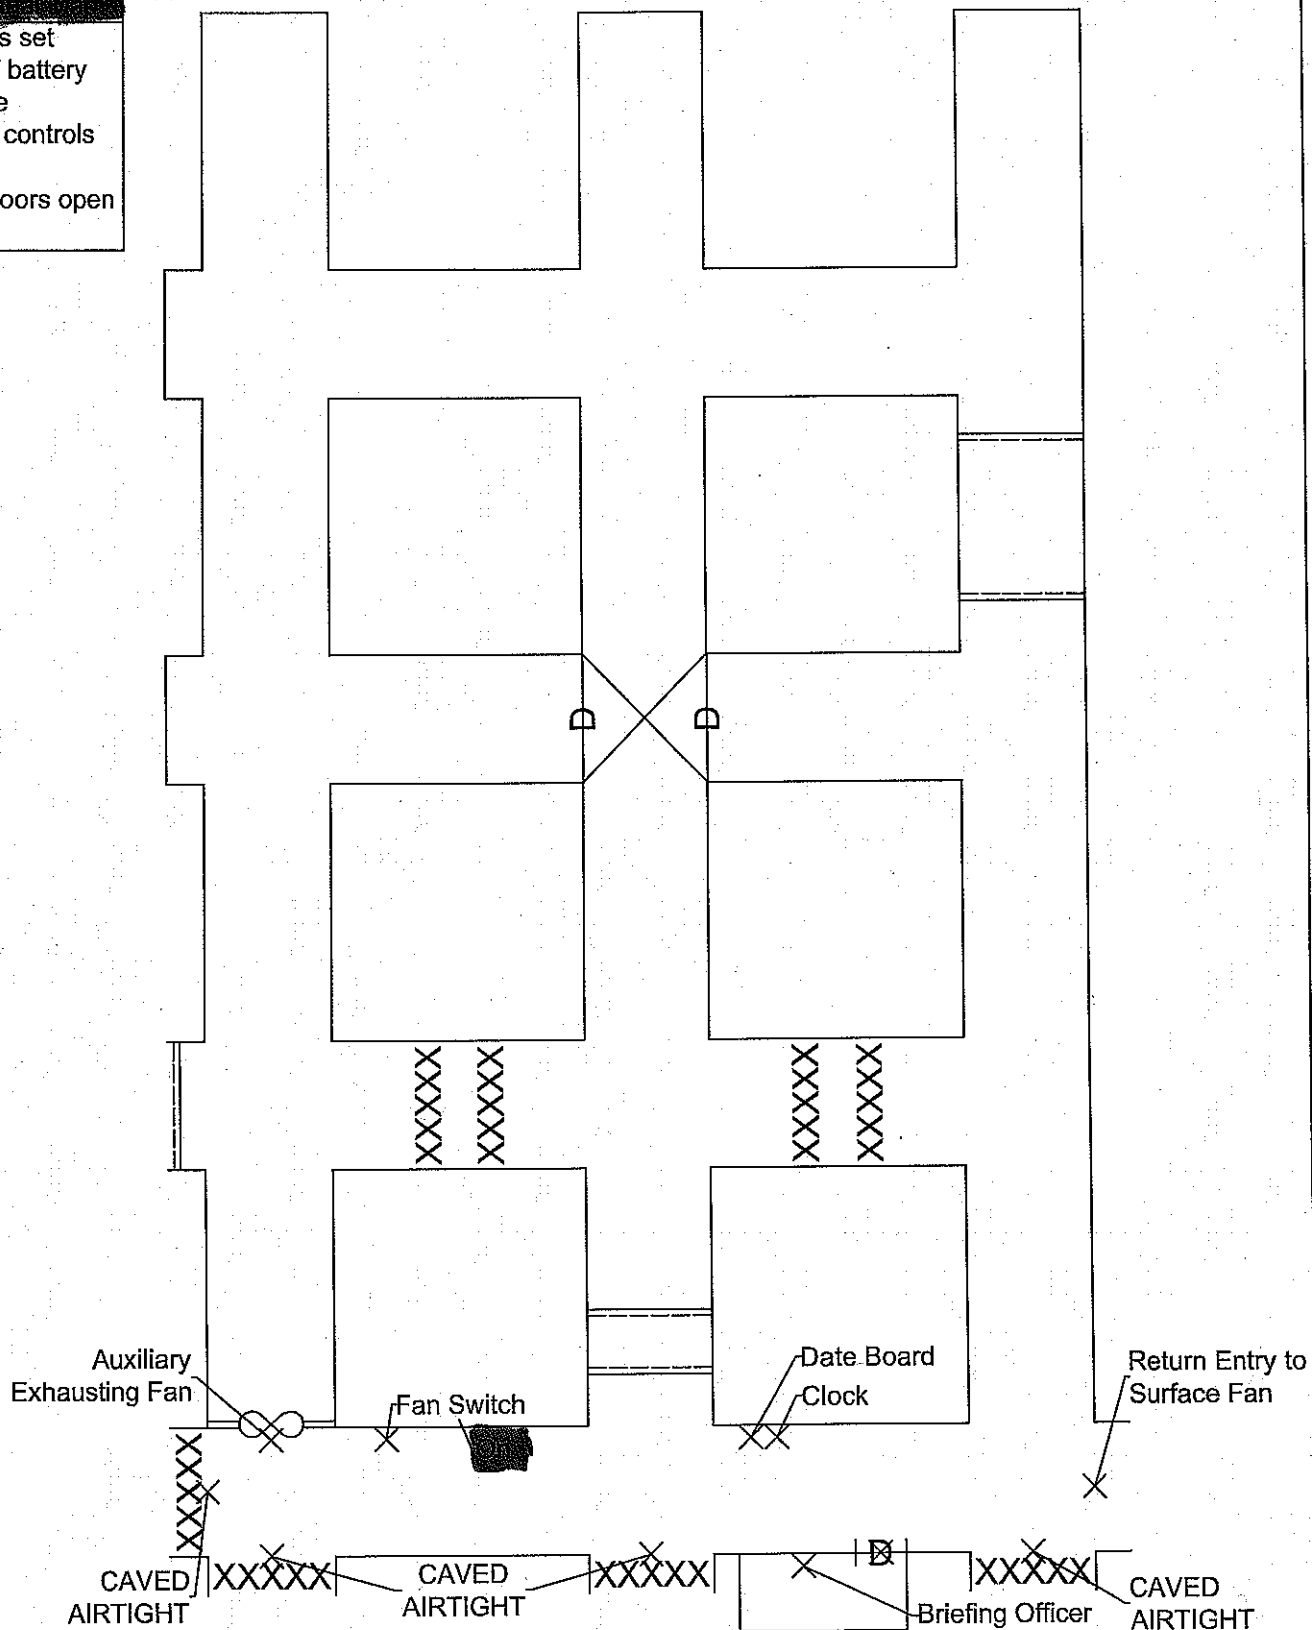 s set
battery
e
controls
oors open
D D
Auxiliary
Exhausting Fan
Fan Switch
Date Board
Clock
Return Entry to
Surface Fan
D
CAVED
AIRTIGHT
CAVED
AIRTIGHT
Briefing Officer
CAVED
AIRTIGHT